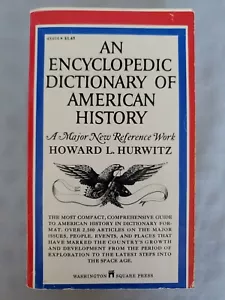 $1.45
AN
ENCYCLOPEDIC
DICTIONARY OF
AMERICAN
HISTORY
A Major New Reference Work
HOWARD L. HURWITZ
THE MOST COMPACT, COMPREHENSIVE GUIDE
TO AMERICAN HISTORY IN DICTIONARY FOR-
MAT. OVER 2,300 ARTICLES ON THE MAJOR
ISSUES, PEOPLE, EVENTS, AND PLACES THAT
HAVE MARKED THE COUNTRY'S GROWTH AND
DEVELOPMENT FROM THE PERIOD OF
EXPLORATION TO THE LATEST STEPS INTO
THE SPACE AGE.
WASHINGTON SQUARE PRESS